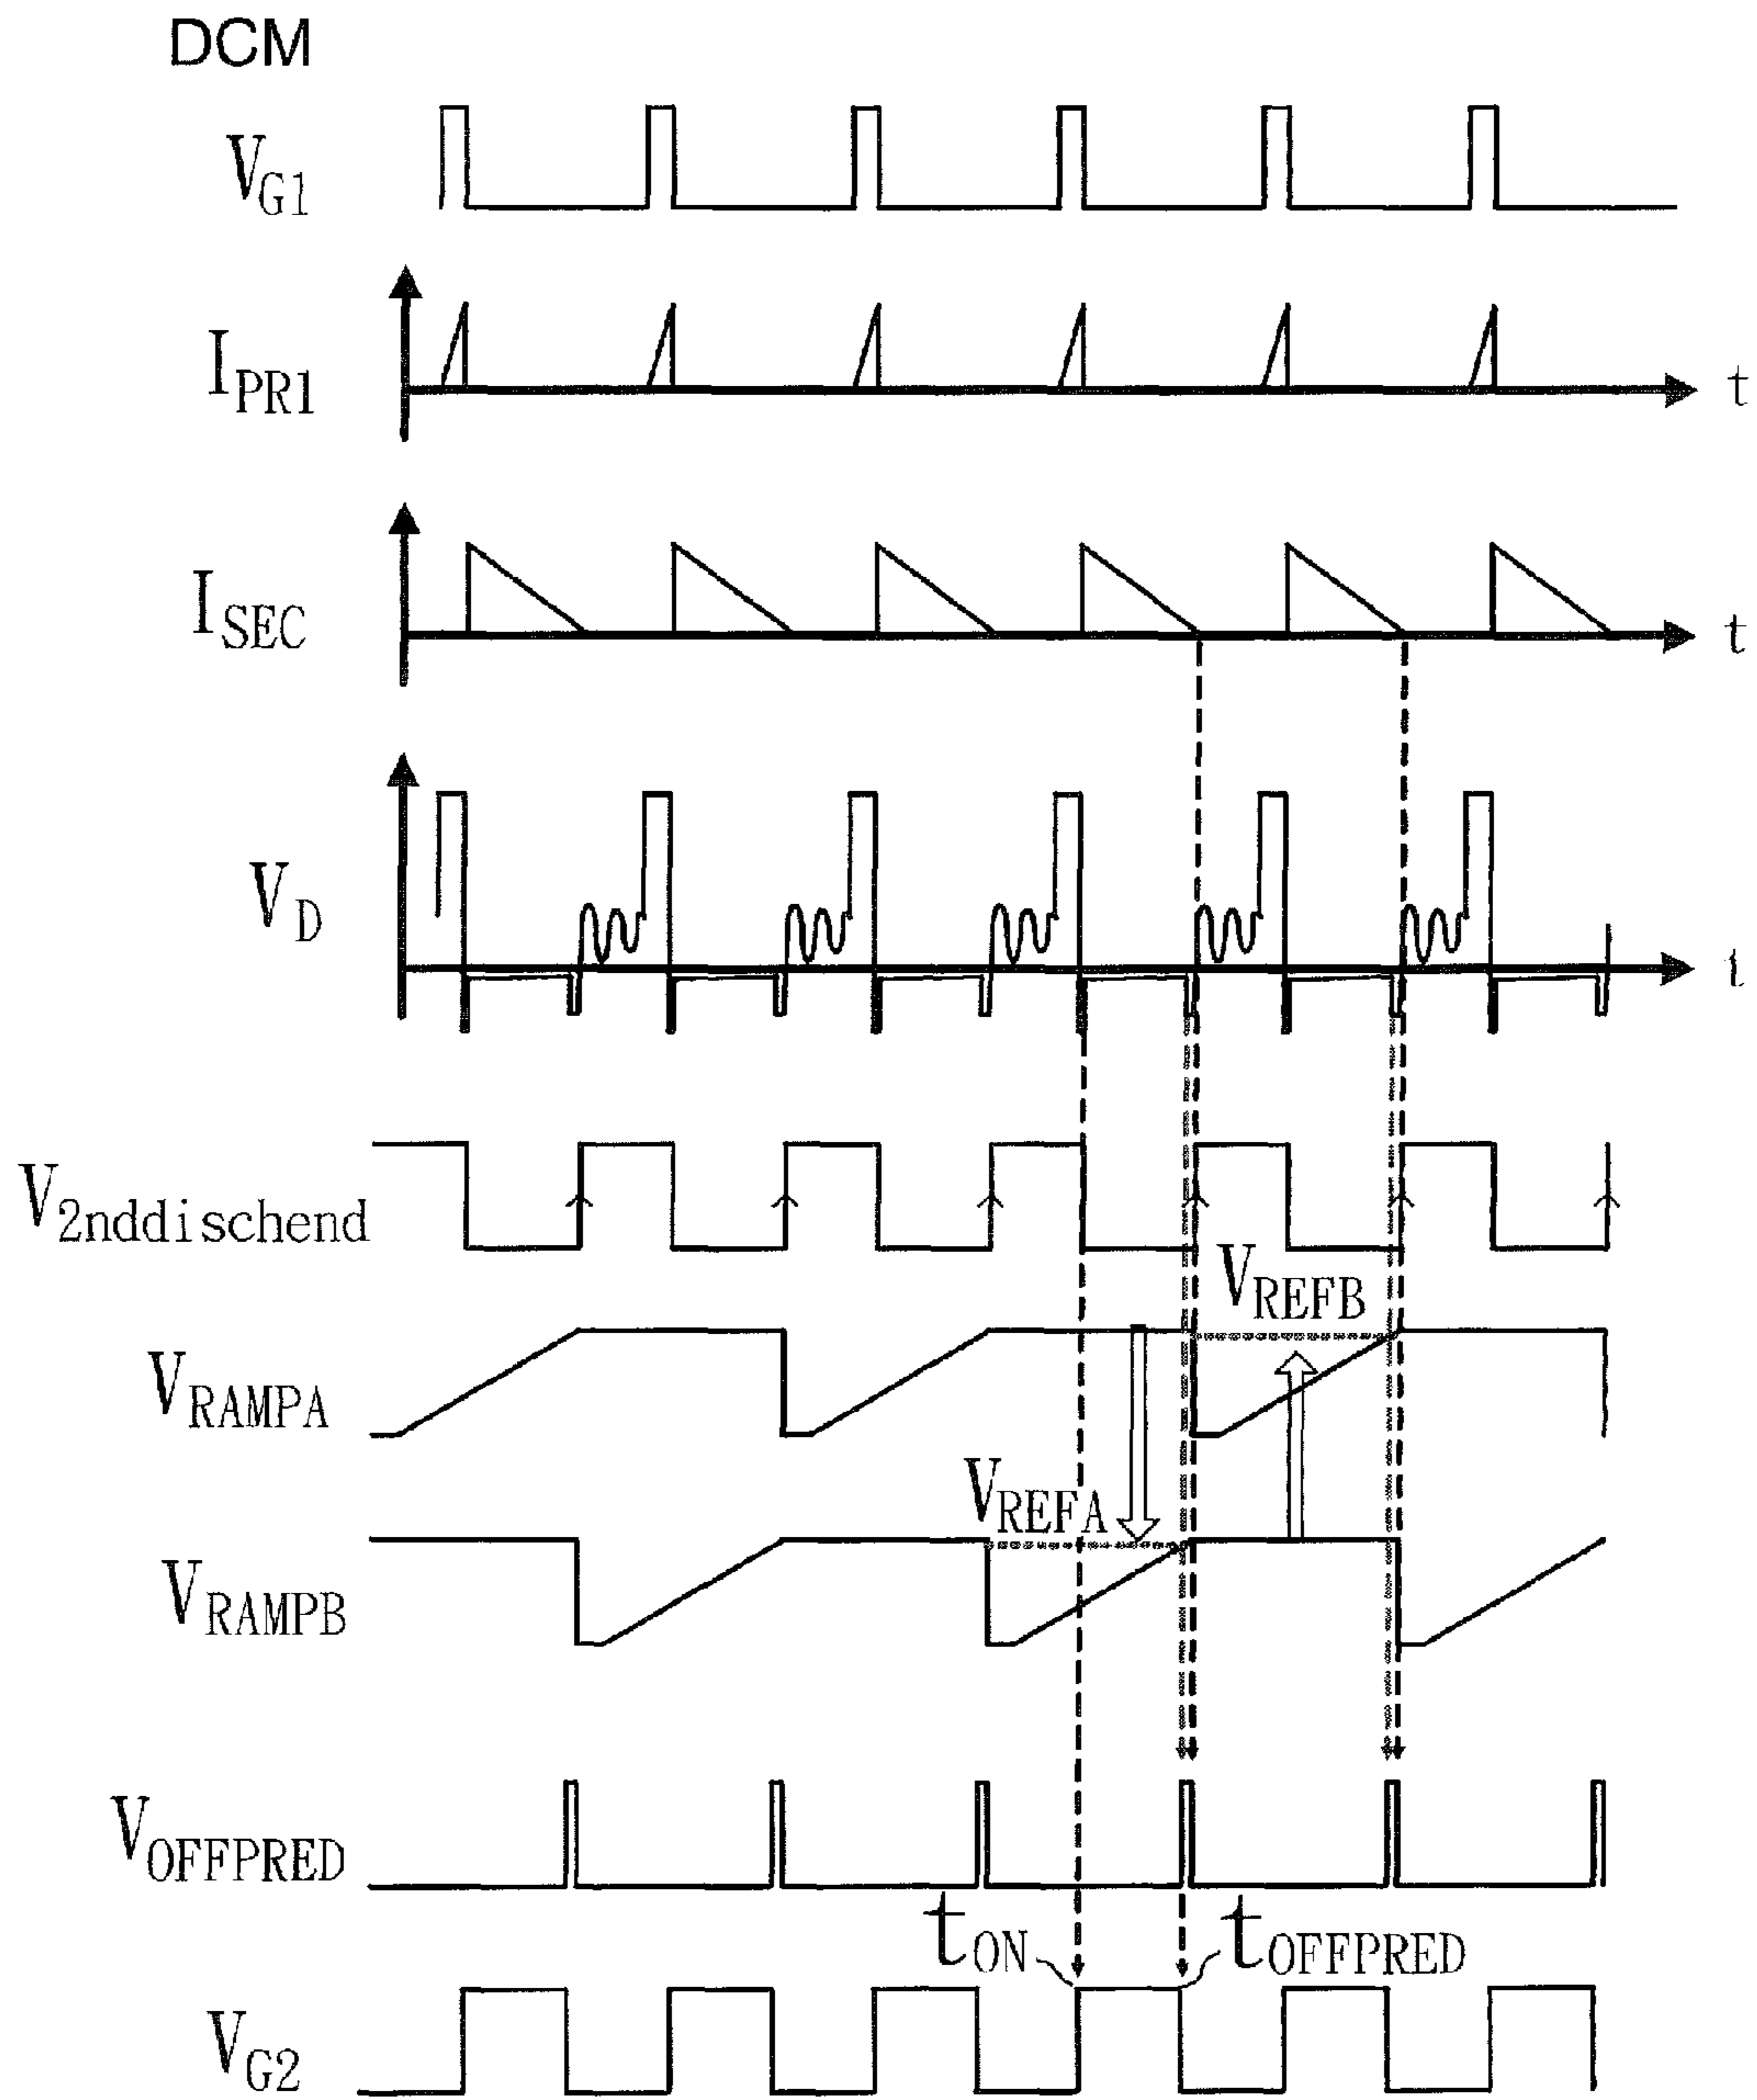 DCM
VG1
IPR1
t
ISEC
t
VD
t
V2nddischend
VREFB
VRAMPA
VREFA
VRAMPB
VOFFPRED
tON
tOFFPRED
VG2